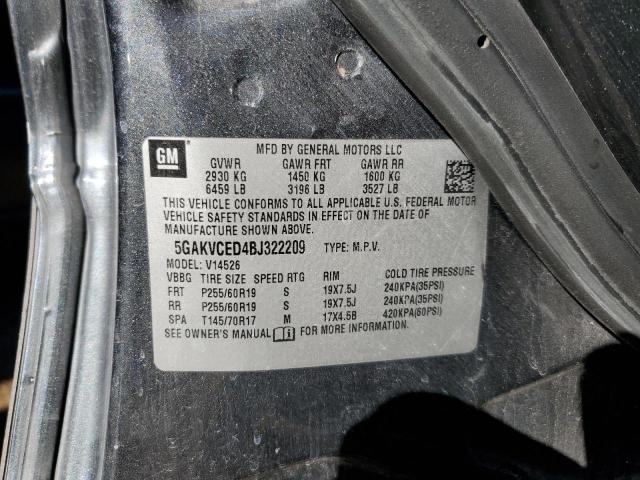 GM
MFD BY GENERAL MOTORS LLC
GVWR GAWR FRT GAWR RR
2930 KG 1450 KG 1600 KG
6459 LB 3196 LB 3527 LB
THIS VEHICLE CONFORMS TO ALL APPLICABLE U.S. FEDERAL MOTOR
VEHICLE SAFETY STANDARDS IN EFFECT ON THE DATE OF
MANUFACTURE SHOWN ABOVE.
5GAKVCED4BJ322209 TYPE: M.P.V.
MODEL: V14526
VBBG TIRE SIZE SPEED RTG RIM COLD TIRE PRESSURE
FRT P255/60R19 S 19X7.5J 240KPA(35PSI)
RR P255/60R19 S 19X7.5J 240KPA(35PSI)
SPA T145/70R17 M 17X4.5B 420KPA(60PSI)
SEE OWNER'S MANUAL FOR MORE INFORMATION.